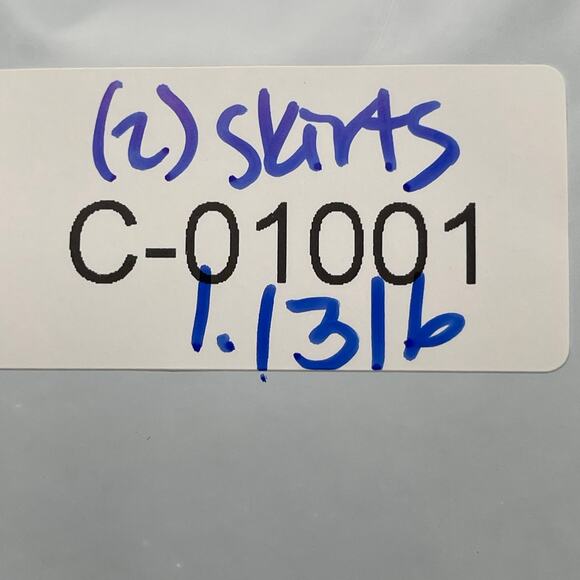 (2) skirts
C-01001
1.13lb